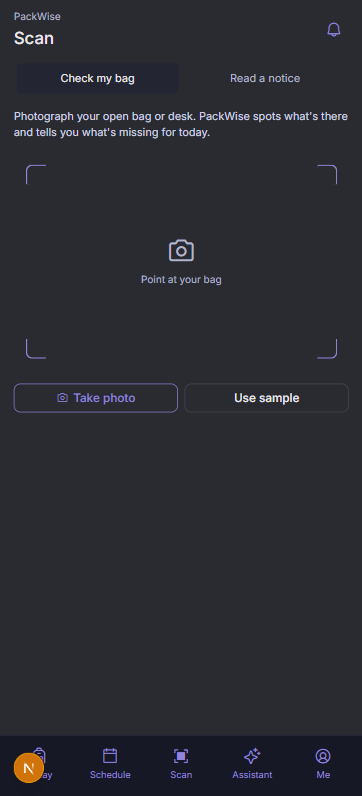 PackWise
Scan
Check my bag
Read a notice
Photograph your open bag or desk. PackWise spots what's there
and tells you what's missing for today.
Point at your bag
Take photo
Use sample
N
ay
Schedule
Scan
Assistant
Me